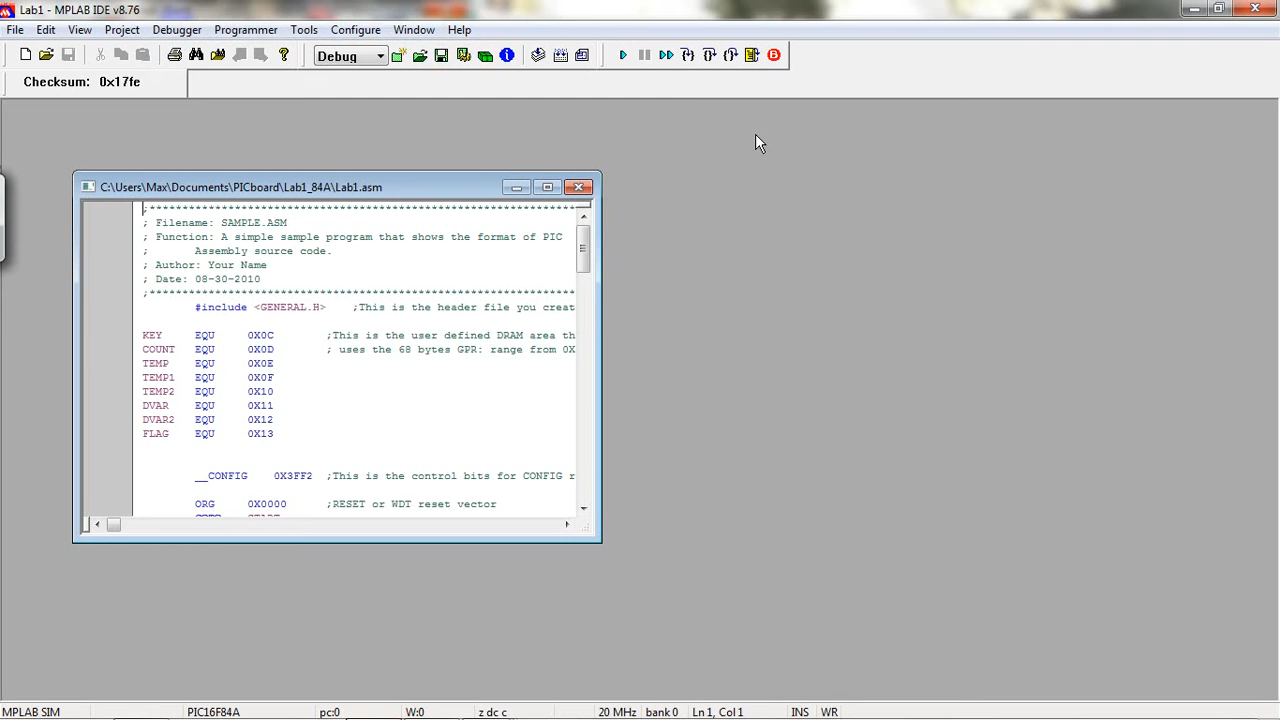 Lab1 - MPLAB IDE v8.76
File Edit View Project Debugger Programmer Tools Configure Window Help
Debug
Checksum: 0x17fe
C:\Users\Max\Documents\PICboard\Lab1_84A\Lab1.asm
;*****************************************************************
; Filename: SAMPLE.ASM
; Function: A simple sample program that shows the format of PIC
; Assembly source code.
; Author: Your Name
; Date: 08-30-2010
;*****************************************************************
#include <GENERAL.H> ;This is the header file you creat
KEY EQU 0X0C ;This is the user defined DRAM area th
COUNT EQU 0X0D ; uses the 68 bytes GPR: range from 0X
TEMP EQU 0X0E
TEMP1 EQU 0X0F
TEMP2 EQU 0X10
DVAR EQU 0X11
DVAR2 EQU 0X12
FLAG EQU 0X13
__CONFIG 0X3FF2 ;This is the control bits for CONFIG r
ORG 0X0000 ;RESET or WDT reset vector
MPLAB SIM PIC16F84A pc:0 W:0 z dc c 20 MHz bank 0 Ln 1, Col 1 INS WR